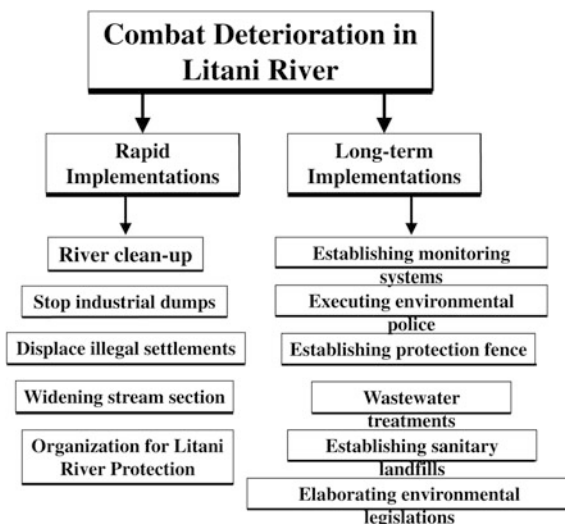 Combat Deterioration in
Litani River
Rapid
Implementations
River clean-up
Stop industrial dumps
Displace illegal settlements
Widening stream section
Organization for Litani
River Protection
Long-term
Implementations
Establishing monitoring
systems
Executing environmental
police
Establishing protection fence
Wastewater
treatments
Establishing sanitary
landfills
Elaborating environmental
legislations